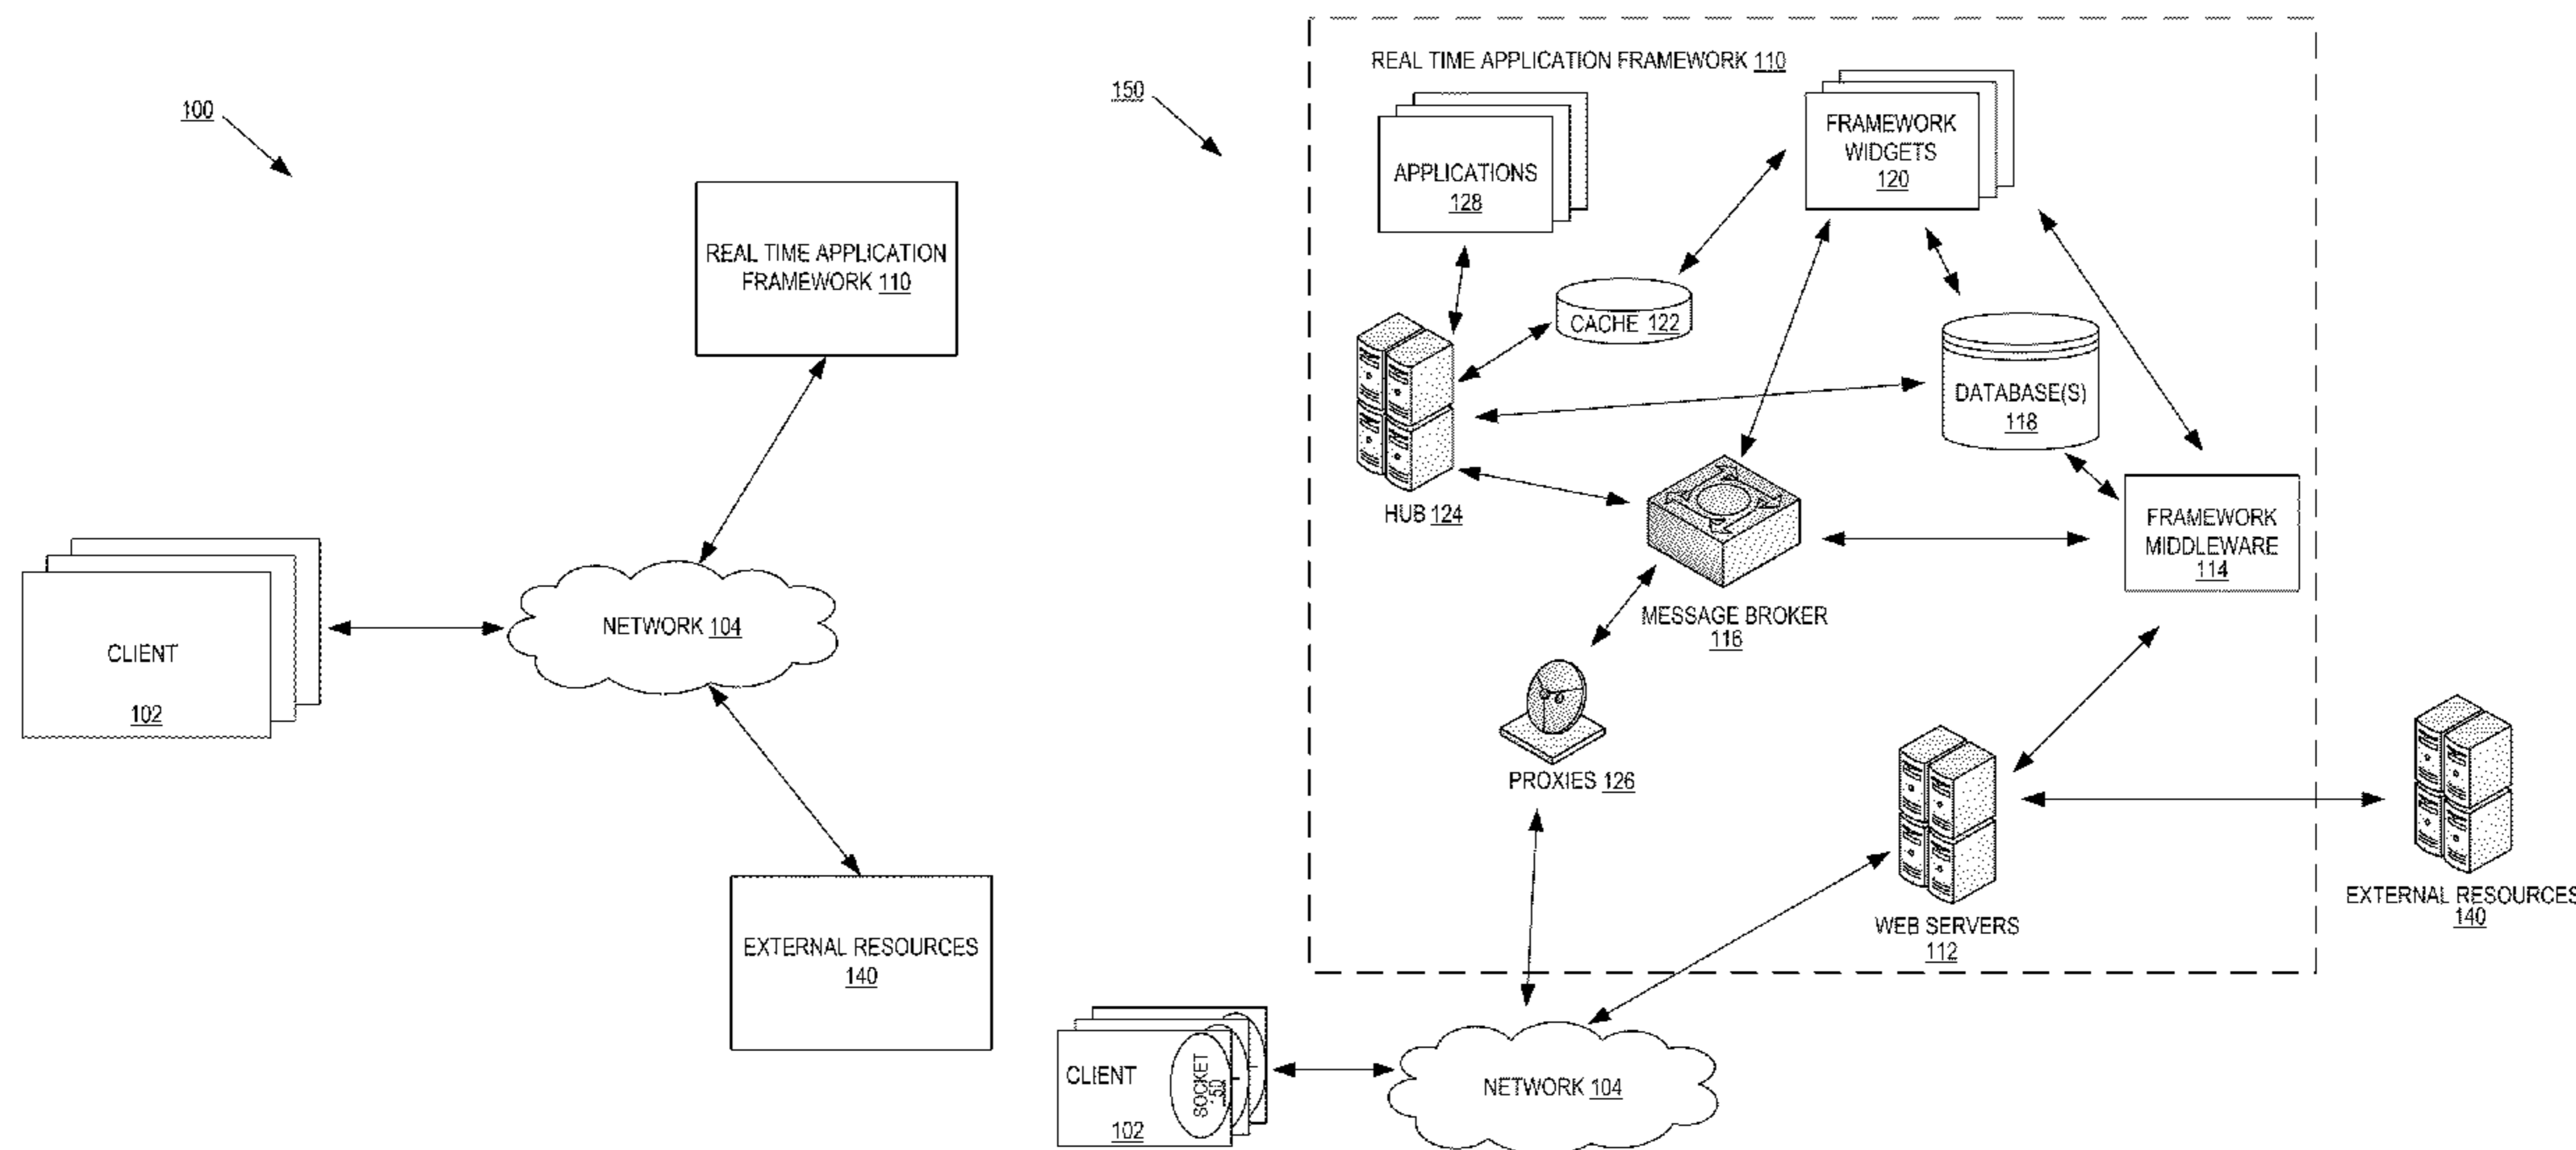 100
REAL TIME APPLICATION
FRAMEWORK 110
CLIENT
102
NETWORK 104
EXTERNAL RESOURCES
140
150
REAL TIME APPLICATION FRAMEWORK 110
APPLICATIONS
128
FRAMEWORK
WIDGETS
120
CACHE 122
DATABASE(S)
118
HUB 124
FRAMEWORK
MIDDLEWARE
114
MESSAGE BROKER
116
PROXIES 126
WEB SERVERS
112
EXTERNAL RESOURCES
140
CLIENT
102
SOCKET
150
NETWORK 104